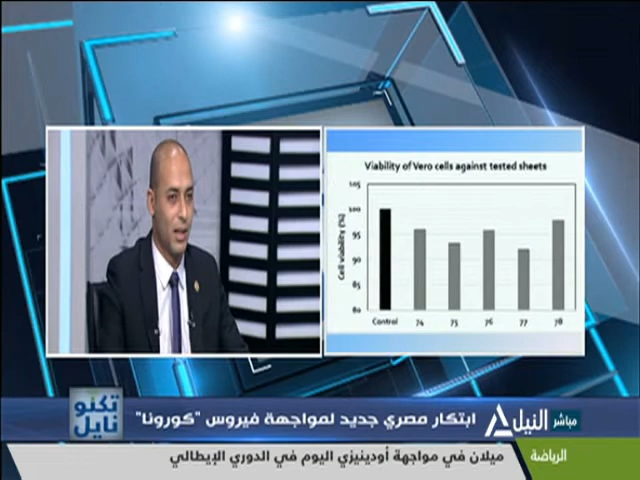 Viability of Vero cells against tested sheets
Cell viability (%)
105
100
95
90
85
80
Control 74 75 76 77 78
تكنو
نايل
ابتكار مصري جديد لمواجهة فيروس "كورونا"
النيل
مباشر
ميلان في مواجهة أودينيزي اليوم في الدوري الإيطالي
الرياضة